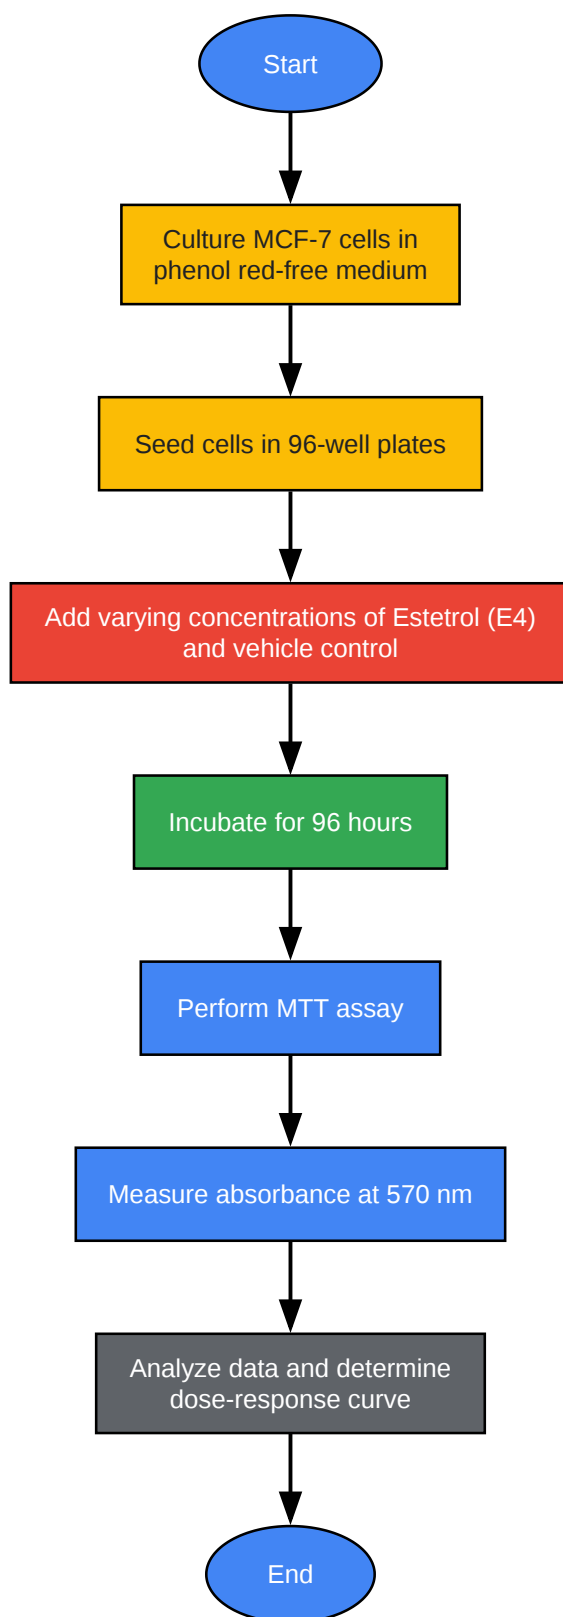 Start
Culture MCF-7 cells in
phenol red-free medium
Seed cells in 96-well plates
Add varying concentrations of Estetrol (E4)
and vehicle control
Incubate for 96 hours
Perform MTT assay
Measure absorbance at 570 nm
Analyze data and determine
dose-response curve
End